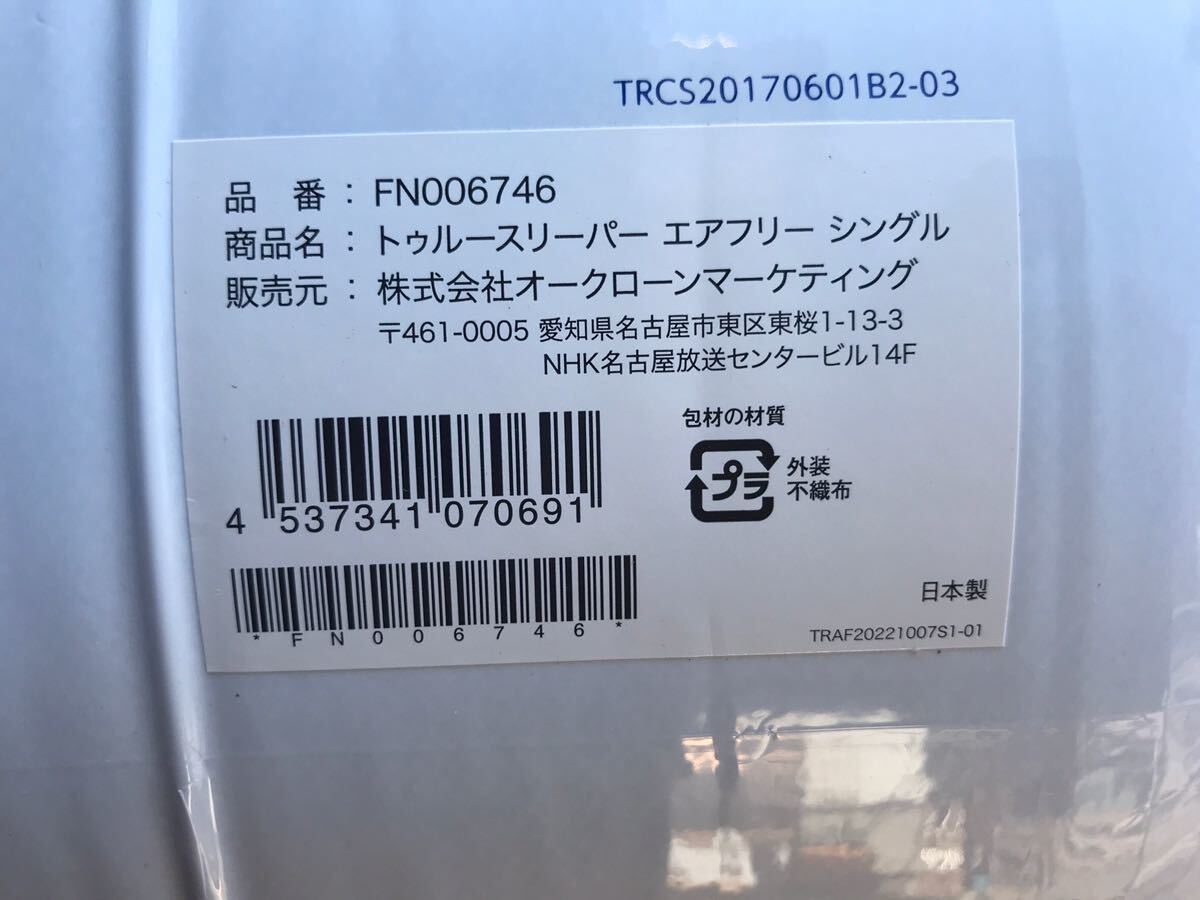 TRCS20170601B2-03
品 番：FN006746
商品名：トゥルースリーパー エアフリー シングル
販売元：株式会社オークローンマーケティング
〒461-0005 愛知県名古屋市東区東桜1-13-3
NHK名古屋放送センタービル14F
包材の材質
プラ
外装
不織布
4 537341 070691
*FN006746*
日本製
TRAF20221007S1-01